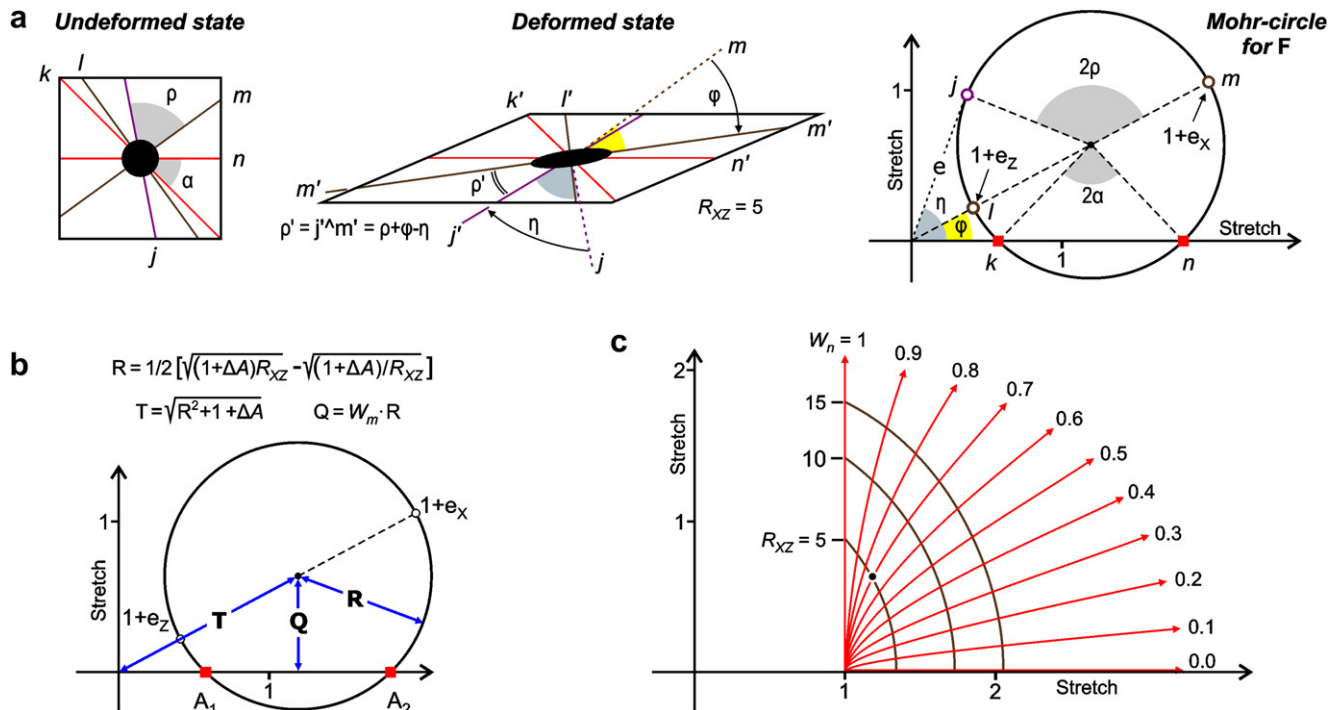 a
Undeformed state
Deformed state
Mohr-circle
for F
k
l
m
ρ
n
α
j
k'
l'
m
φ
m'
n'
m'
ρ'
ρ' = j'^m' = ρ+φ-η
j'
η
j
R_XZ = 5
Stretch
1
j
2ρ
m
1+e_X
1+e_Z
e
η
φ
l
2α
Stretch
k
1
n
b
R = 1/2 [√(1+ΔA)R_XZ - √(1+ΔA)/R_XZ]
T = √R²+1+ΔA Q = W_m · R
Stretch
1
1+e_X
1+e_Z
T
Q
R
A_1
1
A_2
c
Stretch
2
1
W_n = 1
0.9
0.8
0.7
0.6
0.5
0.4
0.3
0.2
0.1
0.0
15
10
R_XZ = 5
1
2
Stretch